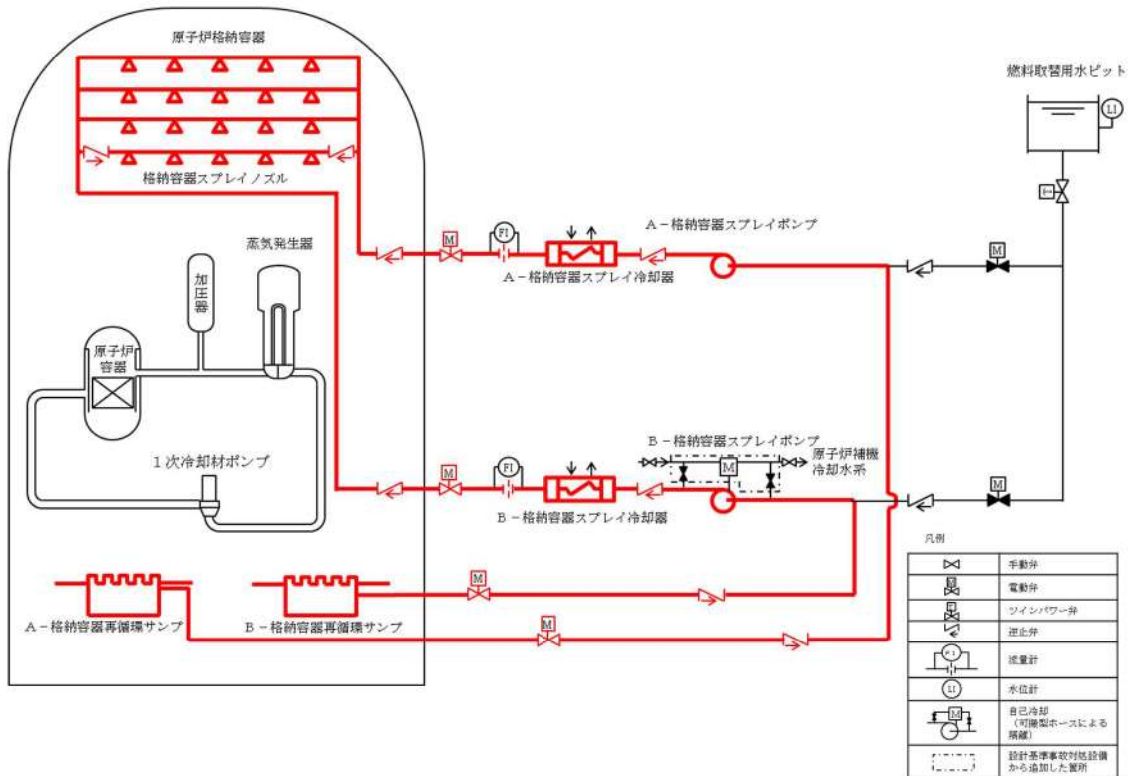 原子炉格納容器
格納容器スプレイノズル
燃料取替用水ピット
LI
T
A－格納容器スプレイポンプ
M
FI
M
A－格納容器スプレイ冷却器
蒸気発生器
加圧器
原子炉
容器
1次冷却材ポンプ
B－格納容器スプレイポンプ
原子炉補機
冷却水系
M
M
FI
M
B－格納容器スプレイ冷却器
M
M
A－格納容器再循環サンプ
B－格納容器再循環サンプ
凡例
手動弁
電動弁
ツインパワー弁
逆止弁
FI
流量計
LI
水位計
M
自己冷却
（可搬型ホースによる
隔離）
設計基準事故対処設備
から追加した箇所